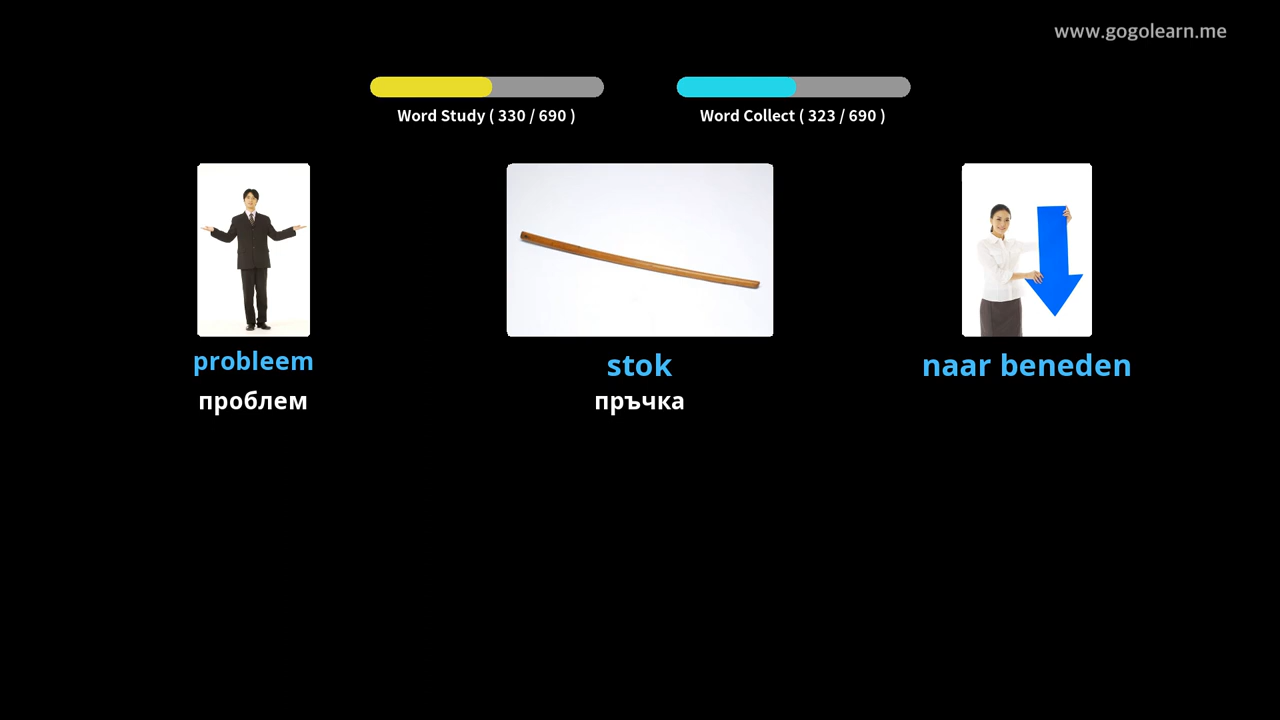 www.gogolearn.me
Word Study ( 330 / 690 )
Word Collect ( 323 / 690 )
probleem
проблем
stok
пръчка
naar beneden